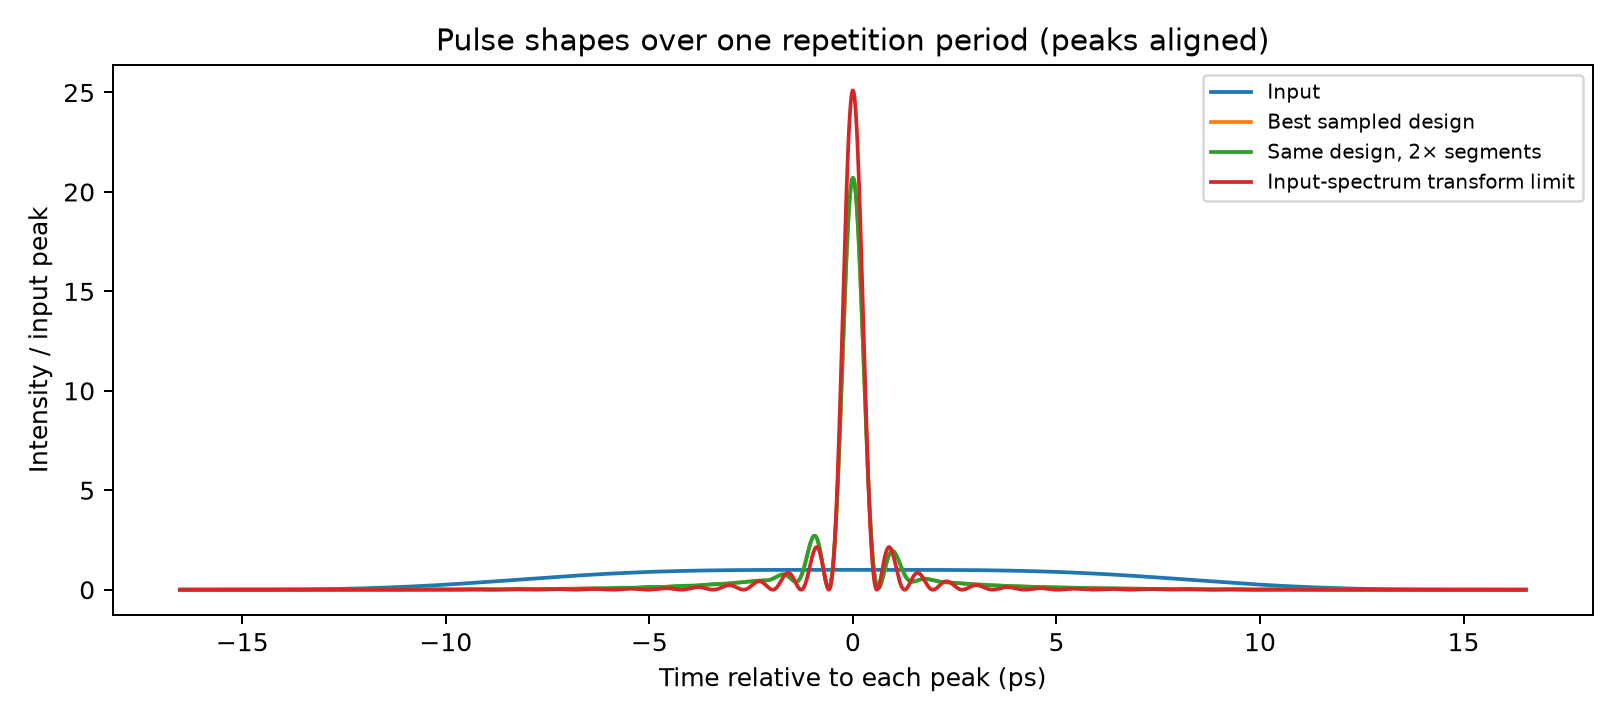 Pulse shapes over one repetition period (peaks aligned)
Intensity / input peak
25
20
15
10
5
0
Input
Best sampled design
Same design, 2× segments
Input-spectrum transform limit
−15
−10
−5
0
5
10
15
Time relative to each peak (ps)